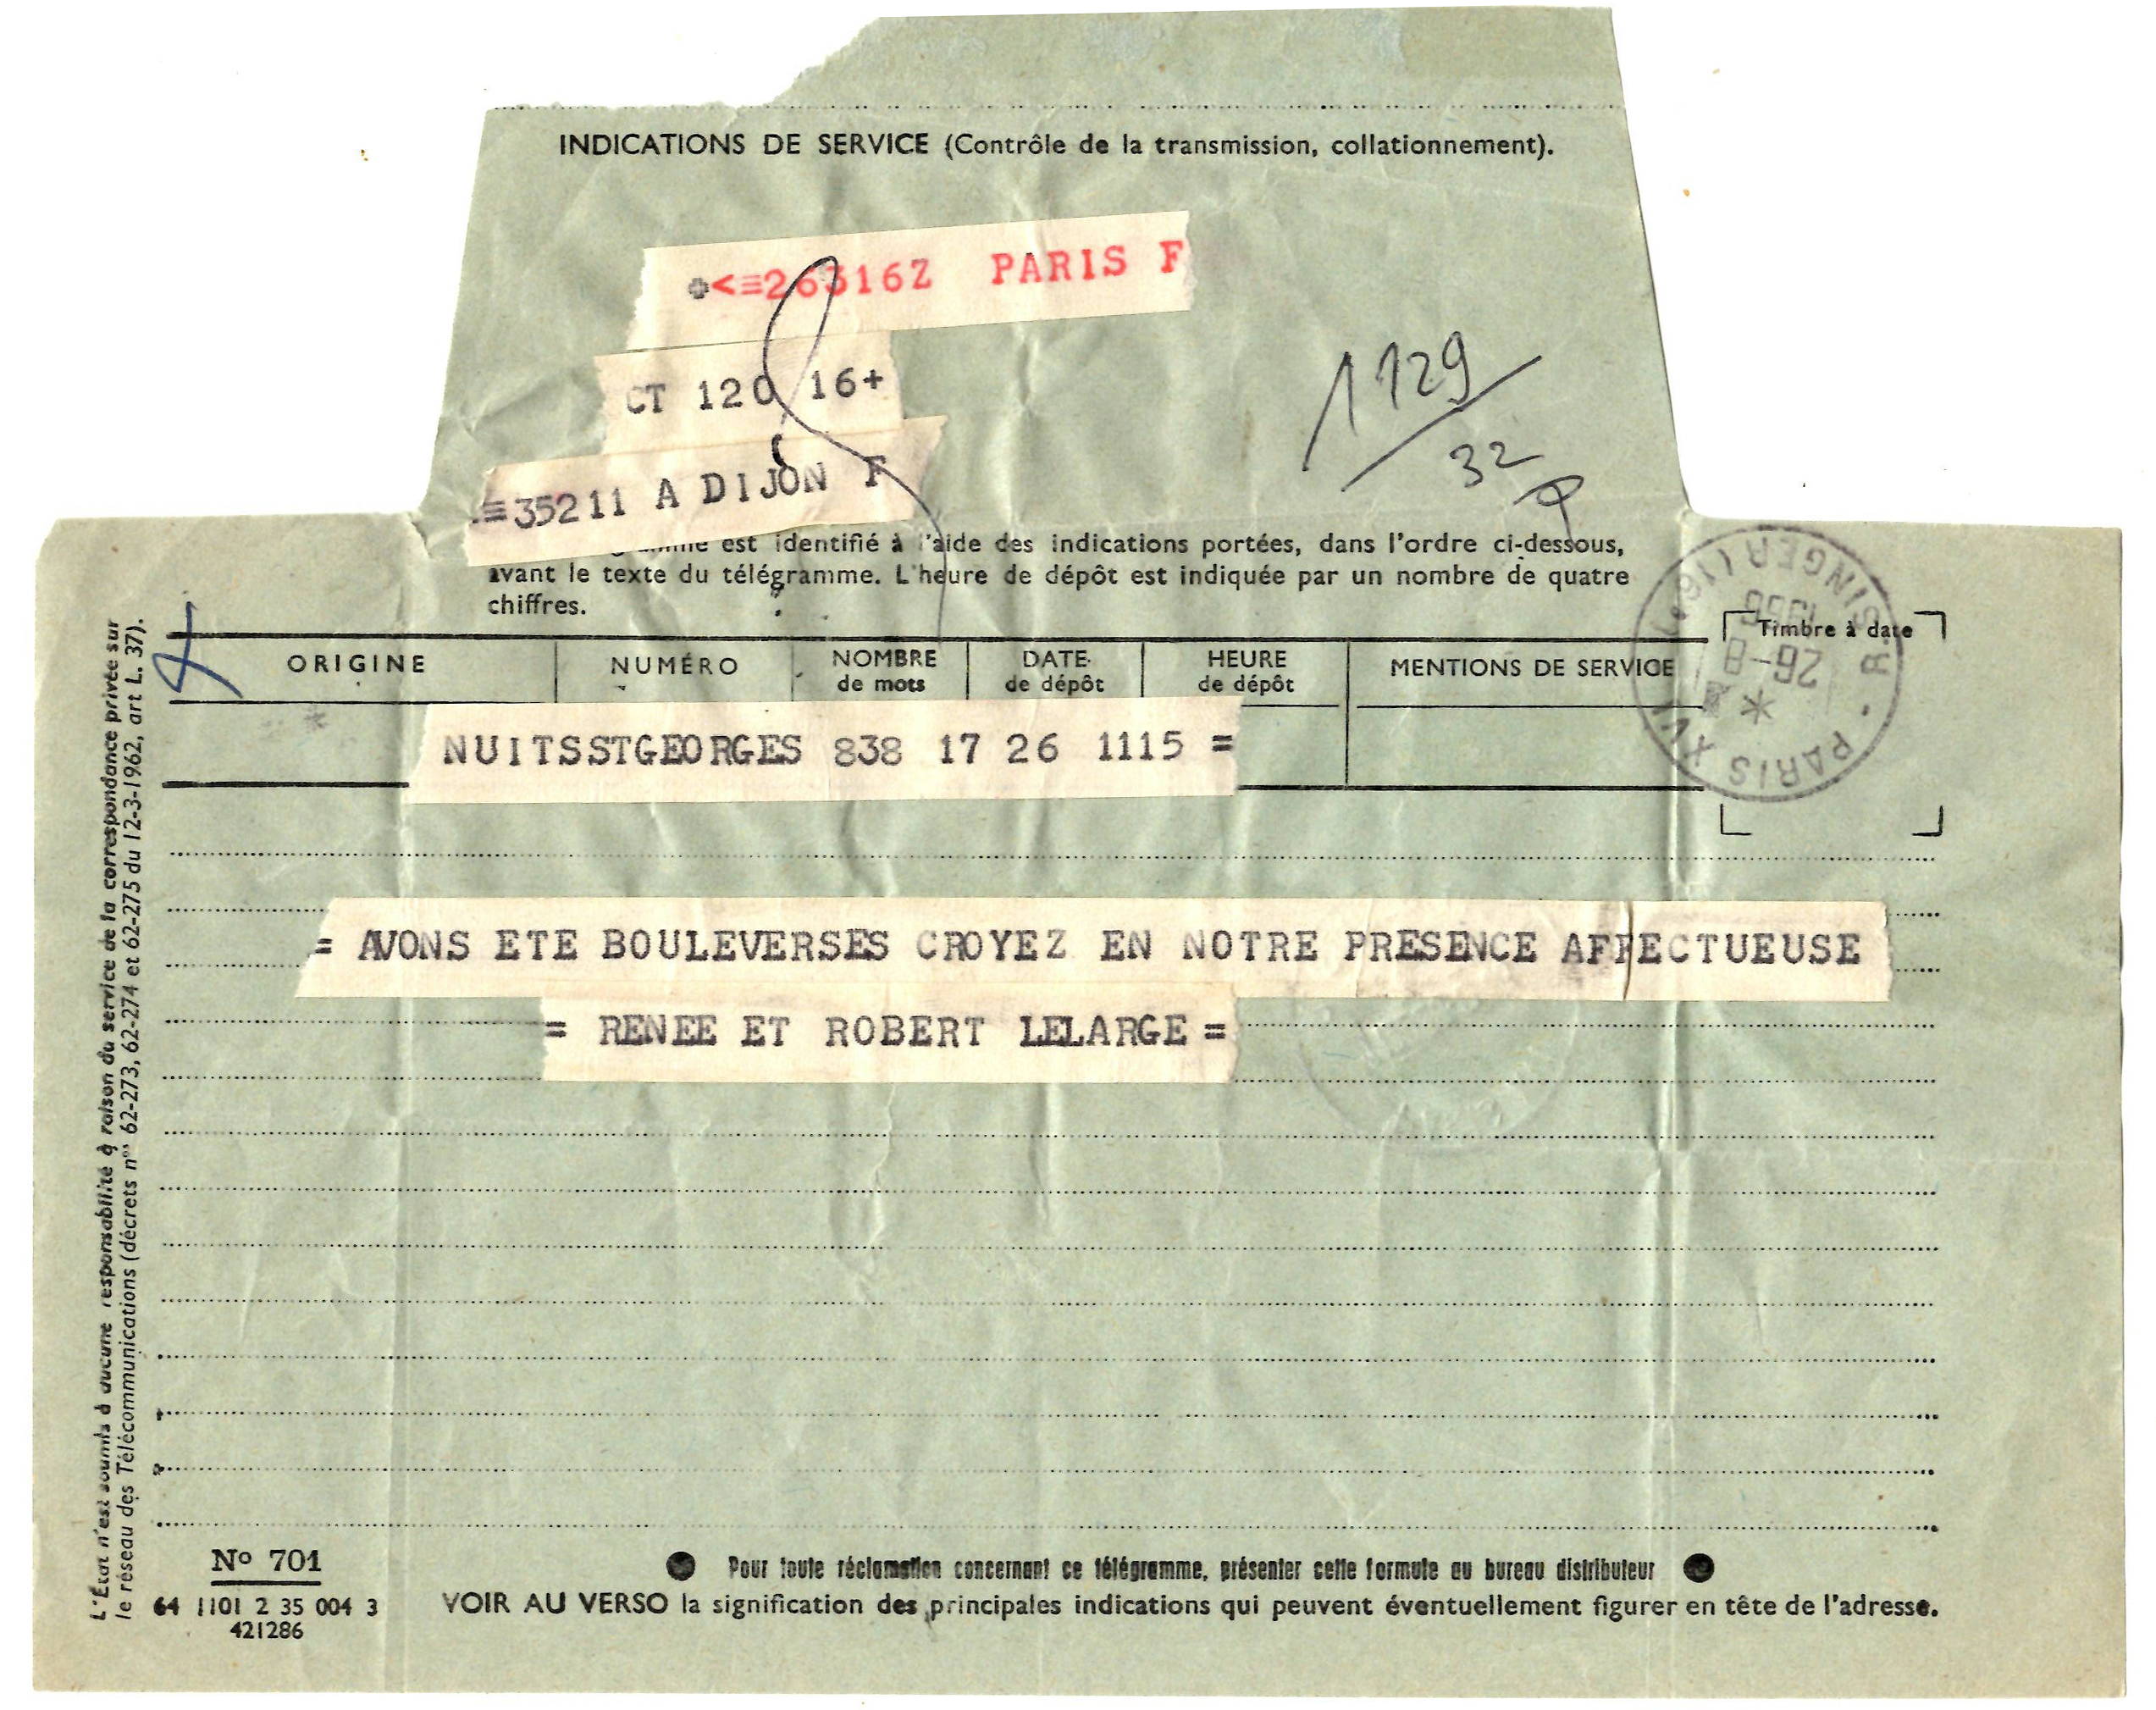 INDICATIONS DE SERVICE (Contrôle de la transmission, collationnement).
<≡26316Z PARIS F
CT 120 16+
≡35211 A DIJON F
1129
32
est identifié à l'aide des indications portées, dans l'ordre ci-dessous,
avant le texte du télégramme. L'heure de dépôt est indiquée par un nombre de quatre
chiffres.
Timbre à date
ORIGINE NUMÉRO NOMBRE de mots DATE de dépôt HEURE de dépôt MENTIONS DE SERVICE
PARIS XVI
26-8
NUITSSTGEORGES 838 17 26 1115 =
= AVONS ETE BOULEVERSES CROYEZ EN NOTRE PRESENCE AFFECTUEUSE
= RENEE ET ROBERT LELARGE =
L'État n'est soumis à aucune responsabilité à raison du service de la correspondance privée sur
le réseau des Télécommunications (décrets nos 62-273, 62-274 et 62-275 du 12-3-1962, art L. 37).
No 701
64 1101 2 35 004 3
421286
Pour toute réclamation concernant ce télégramme, présenter cette formule au bureau distributeur
VOIR AU VERSO la signification des principales indications qui peuvent éventuellement figurer en tête de l'adresse.